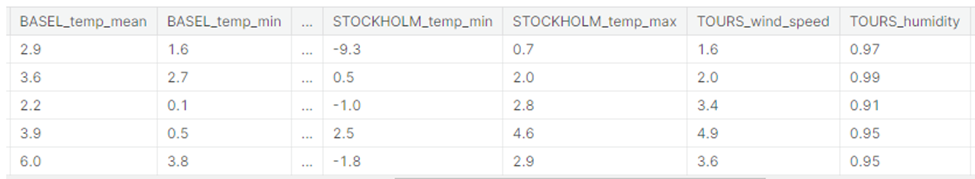 BASEL_temp_mean BASEL_temp_min ... STOCKHOLM_temp_min STOCKHOLM_temp_max TOURS_wind_speed TOURS_humidity
2.9 1.6 ... -9.3 0.7 1.6 0.97
3.6 2.7 ... 0.5 2.0 2.0 0.99
2.2 0.1 ... -1.0 2.8 3.4 0.91
3.9 0.5 ... 2.5 4.6 4.9 0.95
6.0 3.8 ... -1.8 2.9 3.6 0.95